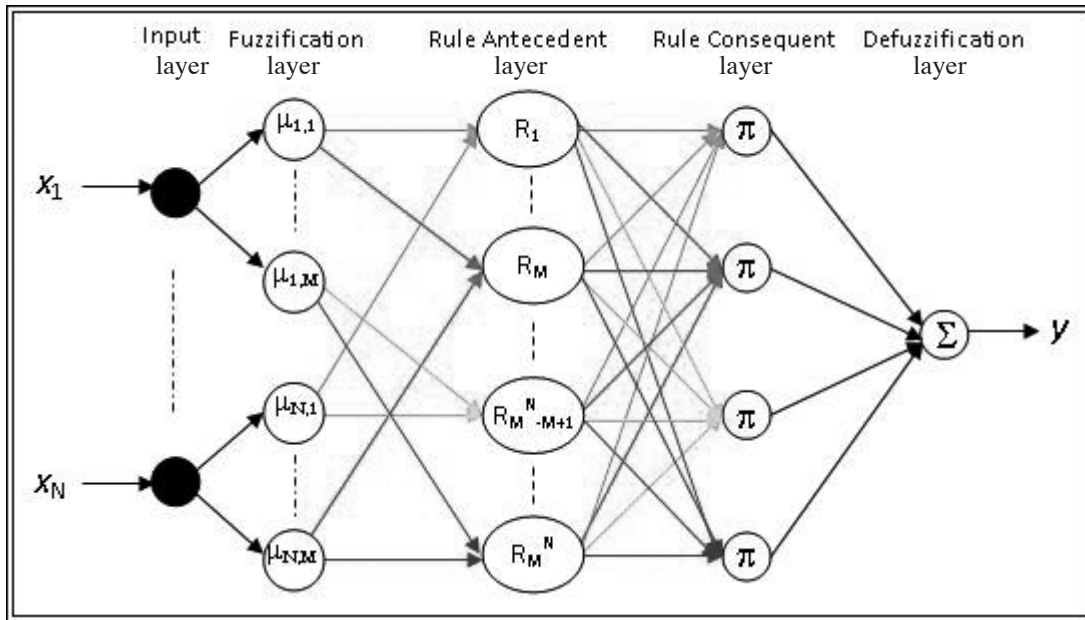 Input layer
Fuzzification layer
Rule Antecedent layer
Rule Consequent layer
Defuzzification layer
x1
xN
μ1,1
μ1,M
μN,1
μN,M
R1
RM
RM^N-M+1
RM^N
π
π
π
π
Σ
y